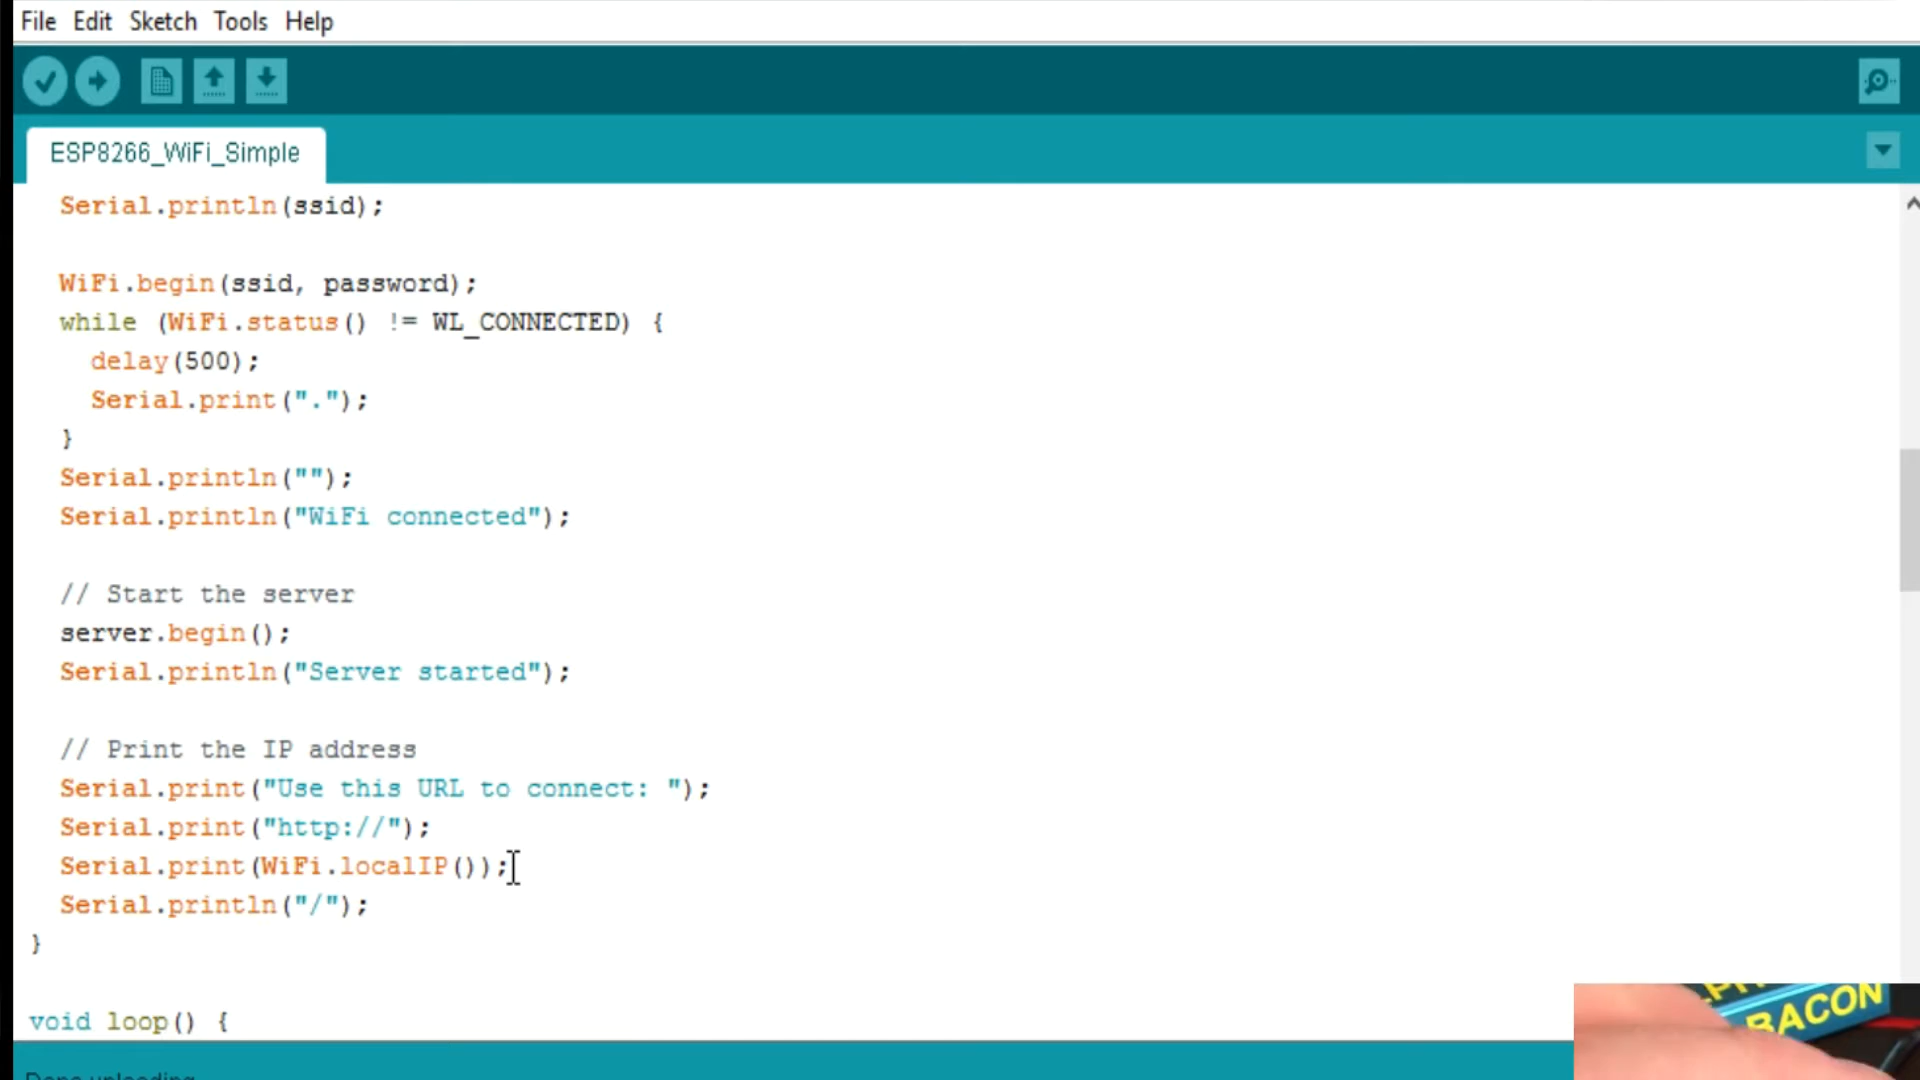 File Edit Sketch Tools Help
ESP8266_WiFi_Simple
Serial.println(ssid);
WiFi.begin(ssid, password);
while (WiFi.status() != WL_CONNECTED) {
delay(500);
Serial.print(".");
}
Serial.println("");
Serial.println("WiFi connected");
// Start the server
server.begin();
Serial.println("Server started");
// Print the IP address
Serial.print("Use this URL to connect: ");
Serial.print("http://");
Serial.print(WiFi.localIP());
Serial.println("/");
}
void loop() {
BACON
Done uploading